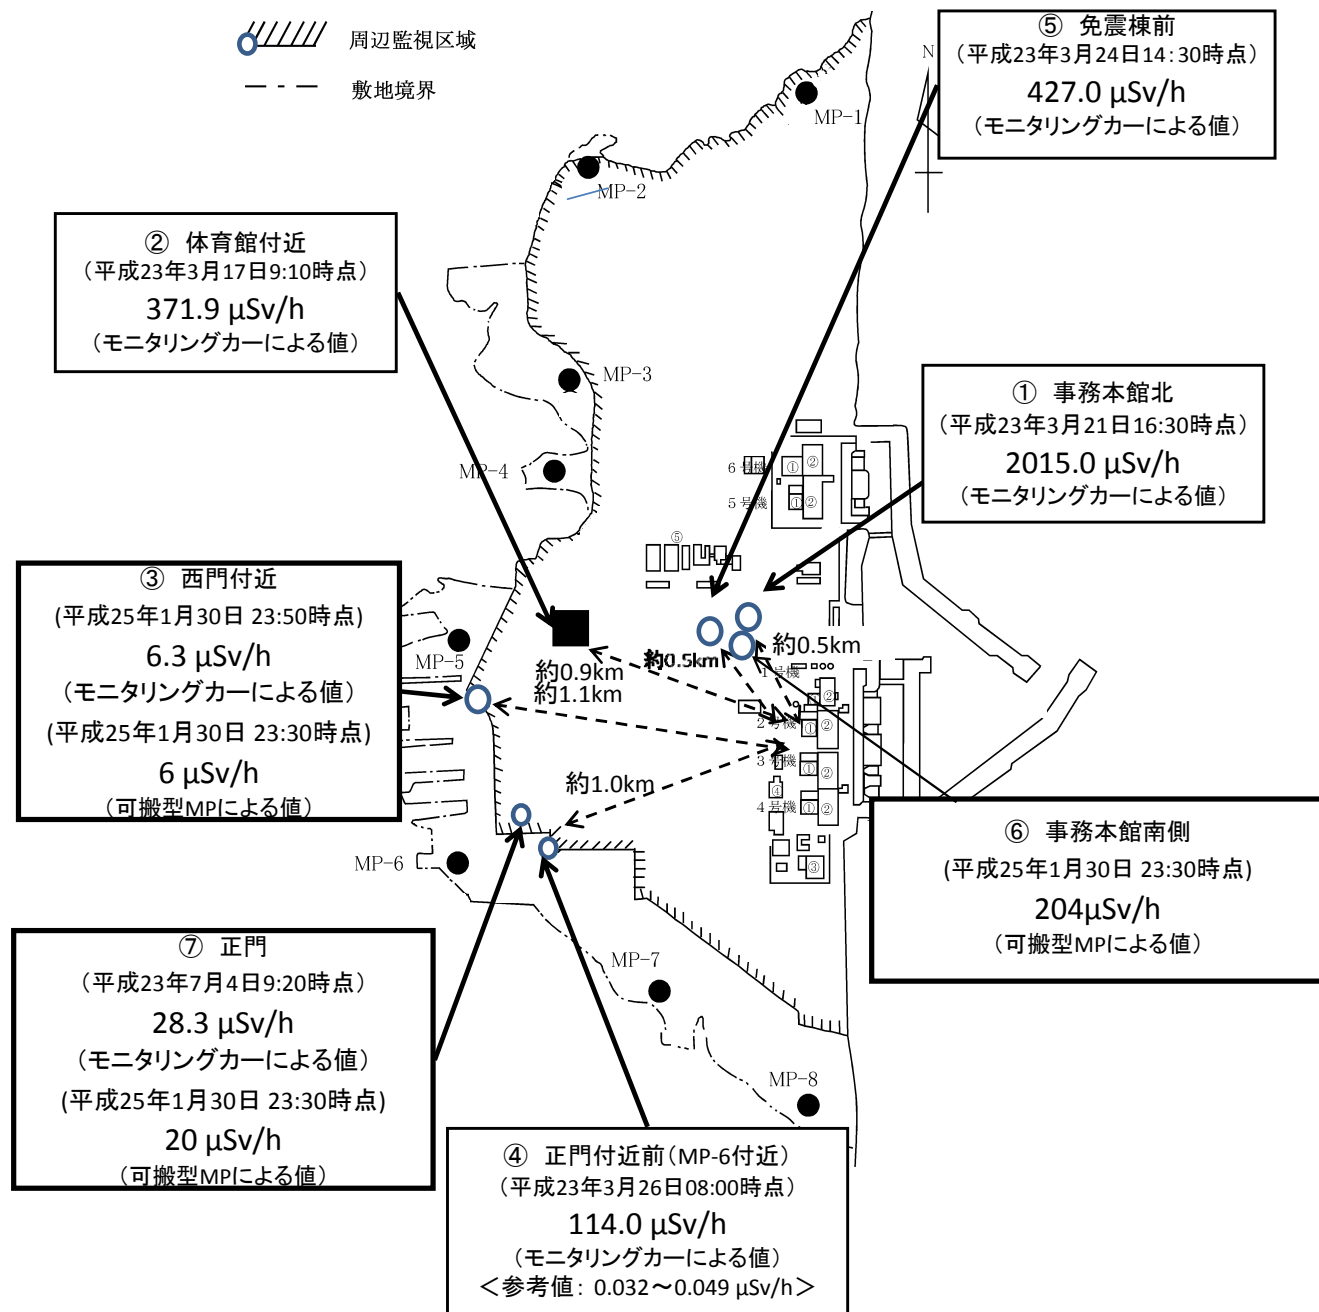 周辺監視区域
敷地境界
⑤ 免震棟前
（平成23年3月24日14:30時点）
427.0 μSv/h
（モニタリングカーによる値）
N
MP-1
MP-2
② 体育館付近
（平成23年3月17日9:10時点）
371.9 μSv/h
（モニタリングカーによる値）
MP-3
① 事務本館北
（平成23年3月21日16:30時点）
2015.0 μSv/h
（モニタリングカーによる値）
MP-4
6号機
①
②
5号機
①
②
⑤
③ 西門付近
(平成25年1月30日 23:50時点)
6.3 μSv/h
（モニタリングカーによる値）
(平成25年1月30日 23:30時点)
6 μSv/h
（可搬型MPによる値）
MP-5
約0.9km
約1.1km
約0.5km
約0.5km
1号機
②
2号機
①
②
3号機
①
②
④
4号機
①
②
③
約1.0km
⑥ 事務本館南側
(平成25年1月30日 23:30時点)
204μSv/h
（可搬型MPによる値）
MP-6
⑦ 正門
（平成23年7月4日9:20時点）
28.3 μSv/h
（モニタリングカーによる値）
(平成25年1月30日 23:30時点)
20 μSv/h
（可搬型MPによる値）
MP-7
MP-8
④ 正門付近前（MP-6付近）
（平成23年3月26日08:00時点）
114.0 μSv/h
（モニタリングカーによる値）
＜参考値：0.032～0.049 μSv/h＞